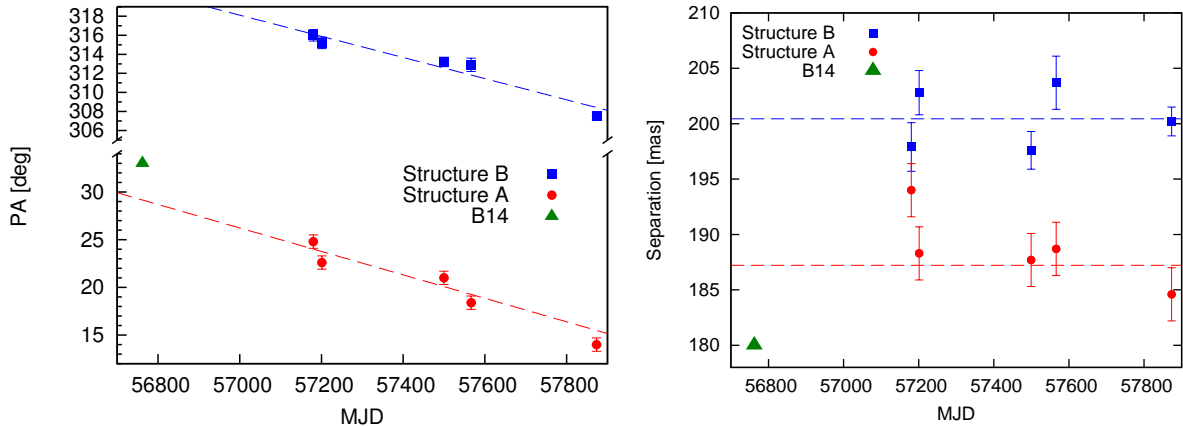 318
316
314
312
310
308
306
30
25
20
15
PA [deg]
Structure B
Structure A
B14
56800 57000 57200 57400 57600 57800
MJD
210
205
200
195
190
185
180
Separation [mas]
Structure B
Structure A
B14
56800 57000 57200 57400 57600 57800
MJD